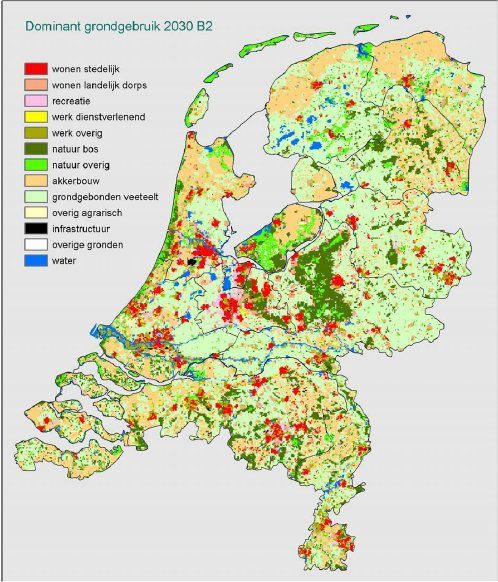 Dominant grondgebruik 2030 B2
wonen stedelijk
wonen landelijk dorps
recreatie
werk dienstverlenend
werk overig
natuur bos
natuur overig
akkerbouw
grondgebonden veeteelt
overig agrarisch
infrastructuur
overige gronden
water